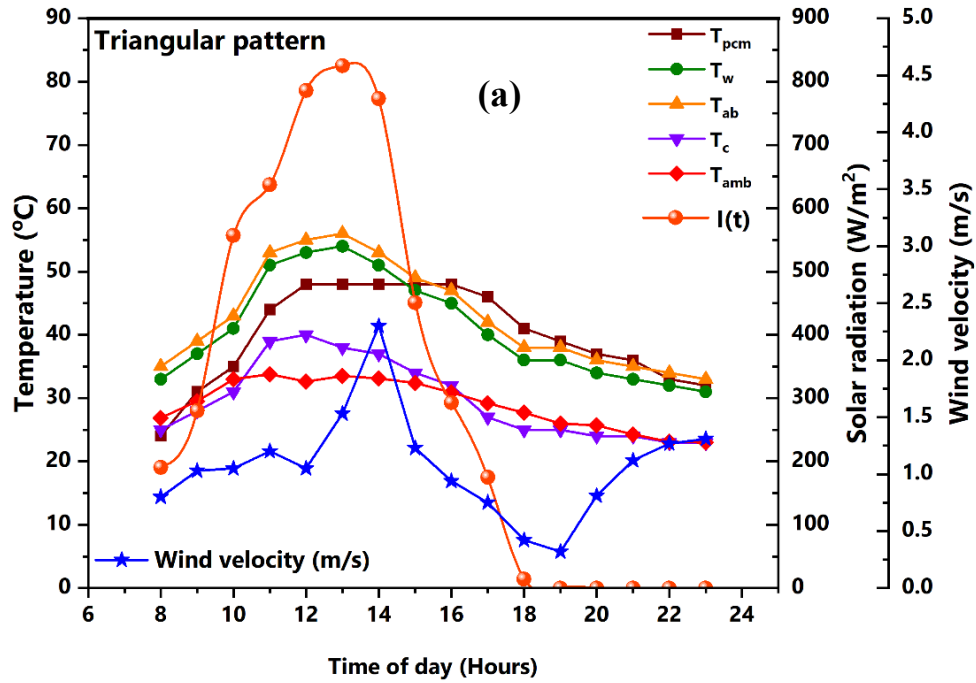 Triangular pattern
(a)
T_pcm
T_w
T_ab
T_c
T_amb
I(t)
Wind velocity (m/s)
Temperature (°C)
90
80
70
60
50
40
30
20
10
0
6 8 10 12 14 16 18 20 22 24
Time of day (Hours)
900
800
700
600
500
400
300
200
100
0
Solar radiation (W/m²)
5.0
4.5
4.0
3.5
3.0
2.5
2.0
1.5
1.0
0.5
0.0
Wind velocity (m/s)